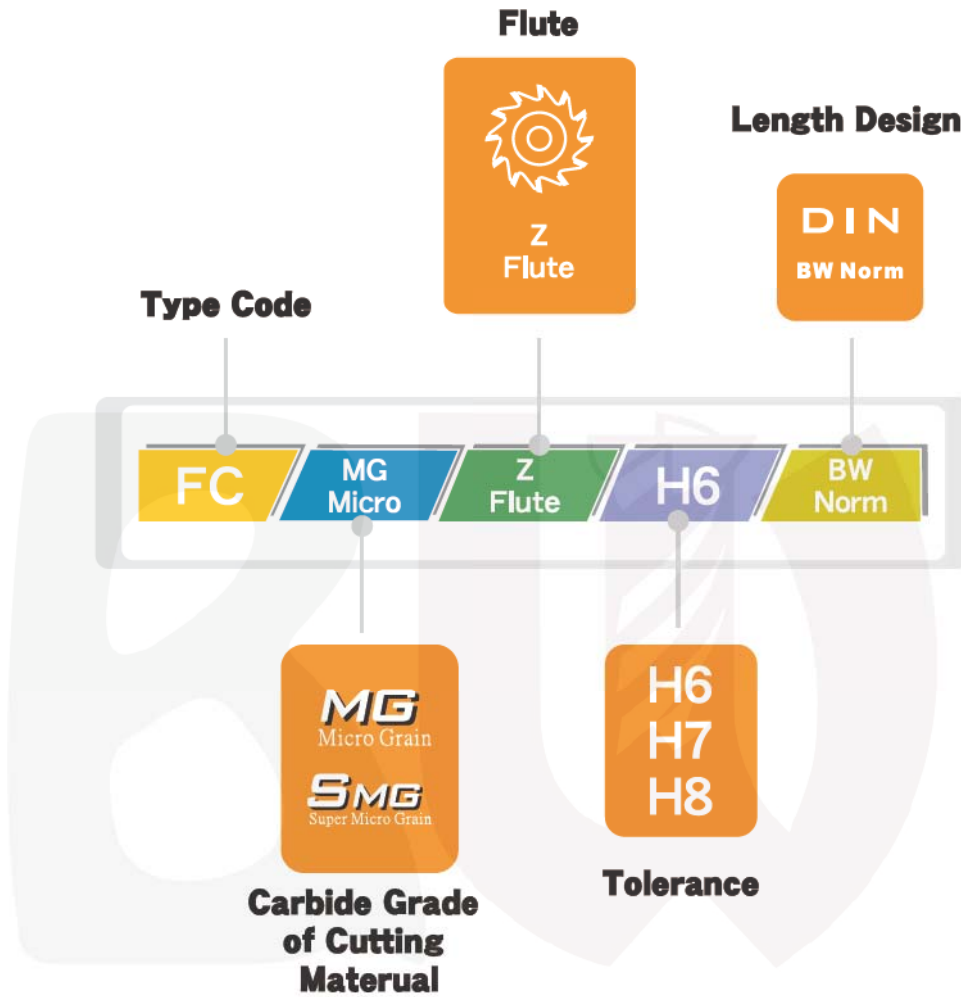 Flute
Z
Flute
Length Design
DIN
BW Norm
Type Code
FC
MG
Micro
Z
Flute
H6
BW
Norm
MG
Micro Grain
SMG
Super Micro Grain
Carbide Grade
of Cutting
Materual
H6
H7
H8
Tolerance
BW